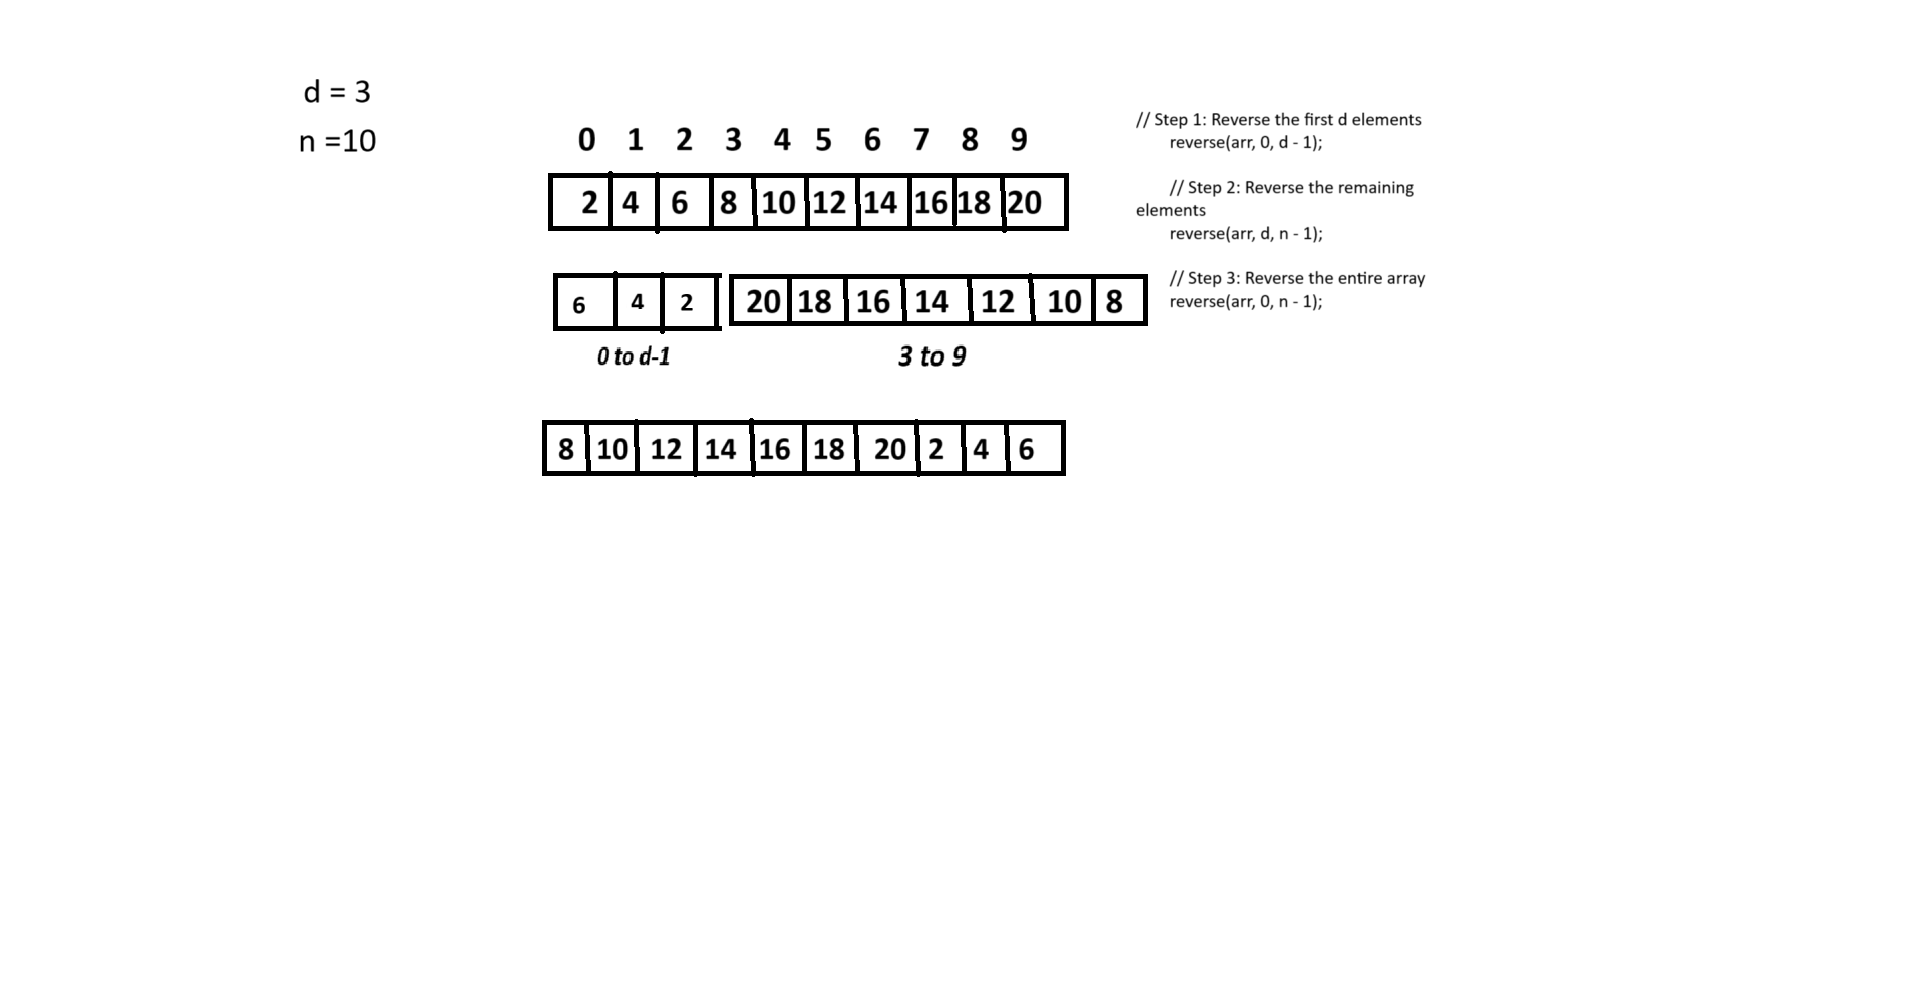 d = 3
n =10
0 1 2 3 4 5 6 7 8 9
2 4 6 8 10 12 14 16 18 20
6 4 2 20 18 16 14 12 10 8
0 to d-1 3 to 9
8 10 12 14 16 18 20 2 4 6
// Step 1: Reverse the first d elements
reverse(arr, 0, d - 1);
// Step 2: Reverse the remaining
elements
reverse(arr, d, n - 1);
// Step 3: Reverse the entire array
reverse(arr, 0, n - 1);